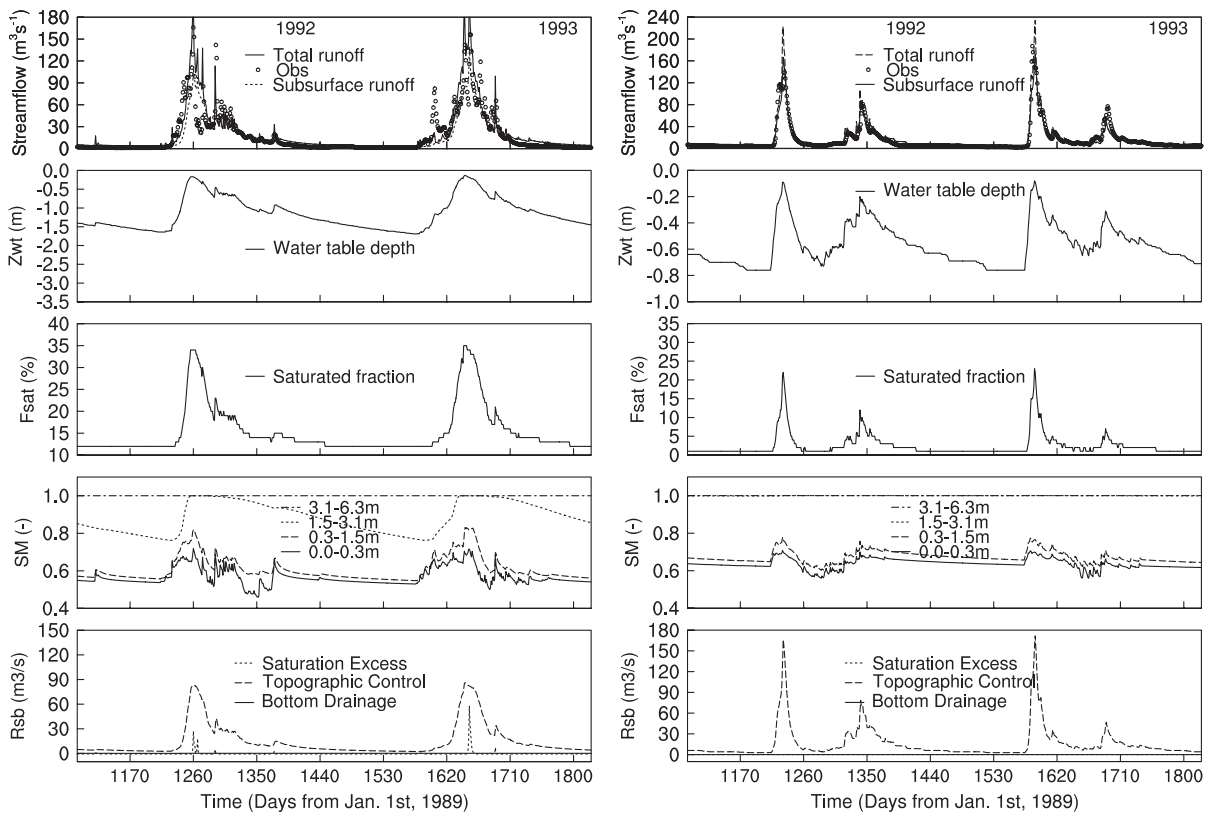 Streamflow (m³s⁻¹)
180
150
120
90
60
30
0
1992
1993
Total runoff
Obs
Subsurface runoff
Zwt (m)
0.0
-0.5
-1.0
-1.5
-2.0
-2.5
-3.0
-3.5
Water table depth
Fsat (%)
40
35
30
25
20
15
10
Saturated fraction
SM (-)
1.0
0.8
0.6
0.4
3.1-6.3m
1.5-3.1m
0.3-1.5m
0.0-0.3m
Rsb (m3/s)
150
120
90
60
30
0
Saturation Excess
Topographic Control
Bottom Drainage
1170 1260 1350 1440 1530 1620 1710 1800
Time (Days from Jan. 1st, 1989)
Streamflow (m³s⁻¹)
240
200
160
120
80
40
0
1992
1993
Total runoff
Obs
Subsurface runoff
Zwt (m)
0.0
-0.2
-0.4
-0.6
-0.8
-1.0
Water table depth
Fsat (%)
35
30
25
20
15
10
5
0
Saturated fraction
SM (-)
1.0
0.8
0.6
0.4
3.1-6.3m
1.5-3.1m
0.3-1.5m
0.0-0.3m
Rsb (m3/s)
180
150
120
90
60
30
0
Saturation Excess
Topographic Control
Bottom Drainage
1170 1260 1350 1440 1530 1620 1710 1800
Time (Days from Jan. 1st, 1989)